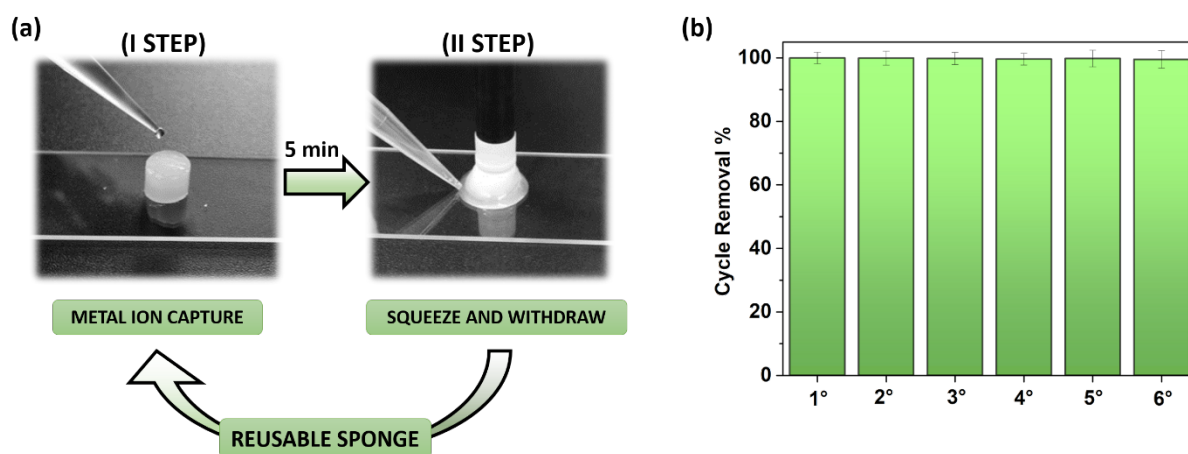 (a)
(I STEP)
(II STEP)
5 min
METAL ION CAPTURE
SQUEEZE AND WITHDRAW
REUSABLE SPONGE
(b)
Cycle Removal %
100
80
60
40
20
0
1° 2° 3° 4° 5° 6°